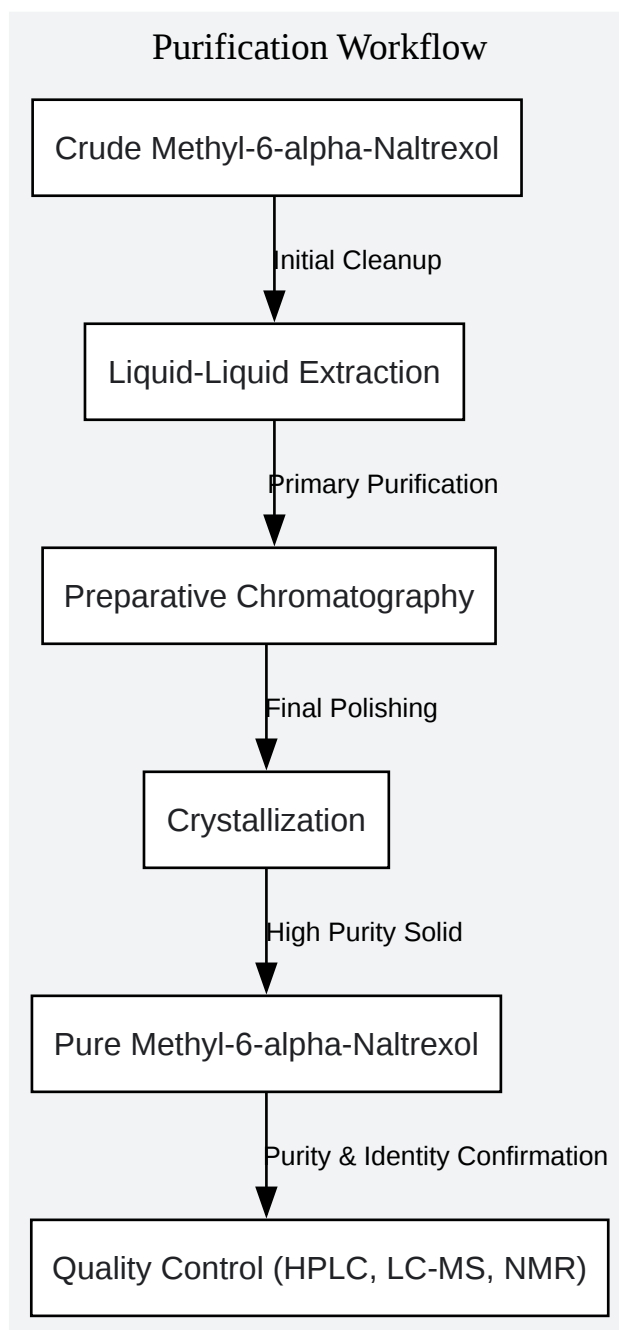 Purification Workflow
Crude Methyl-6-alpha-Naltrexol
Initial Cleanup
Liquid-Liquid Extraction
Primary Purification
Preparative Chromatography
Final Polishing
Crystallization
High Purity Solid
Pure Methyl-6-alpha-Naltrexol
Purity & Identity Confirmation
Quality Control (HPLC, LC-MS, NMR)